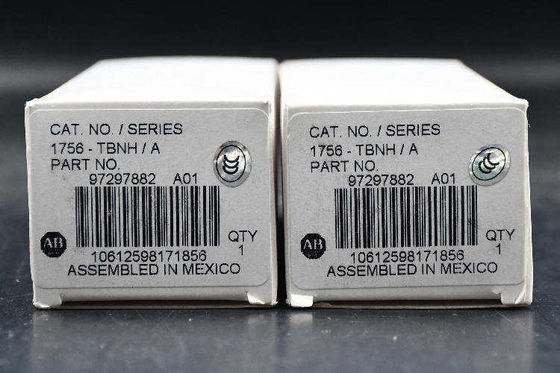 CAT. NO. / SERIES
1756 - TBNH / A
PART NO.
97297882 A01
AB
QTY
1
10612598171856
ASSEMBLED IN MEXICO
CAT. NO. / SERIES
1756 - TBNH / A
PART NO.
97297882 A01
AB
QTY
1
10612598171856
ASSEMBLED IN MEXICO